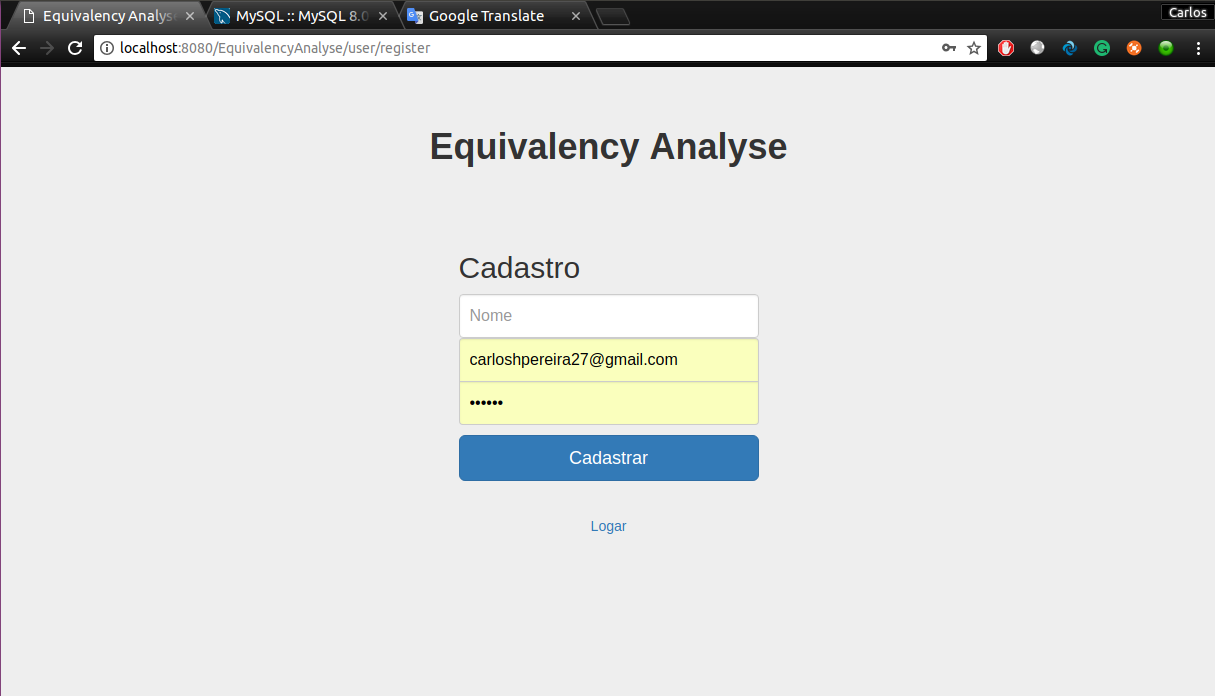 Equivalency Analys
MySQL :: MySQL 8.0
Google Translate
Carlos
localhost:8080/EquivalencyAnalyse/user/register
Equivalency Analyse
Cadastro
Nome
carloshpereira27@gmail.com
••••••
Cadastrar
Logar